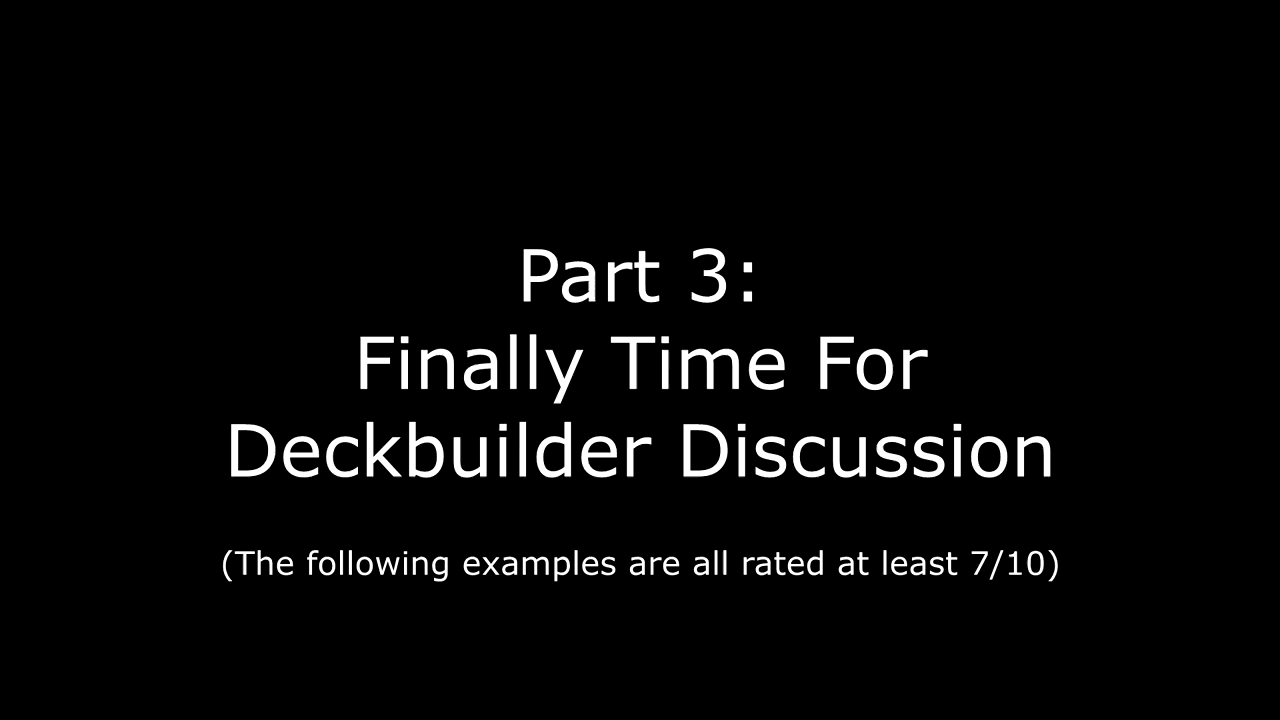 Part 3:
Finally Time For
Deckbuilder Discussion
(The following examples are all rated at least 7/10)